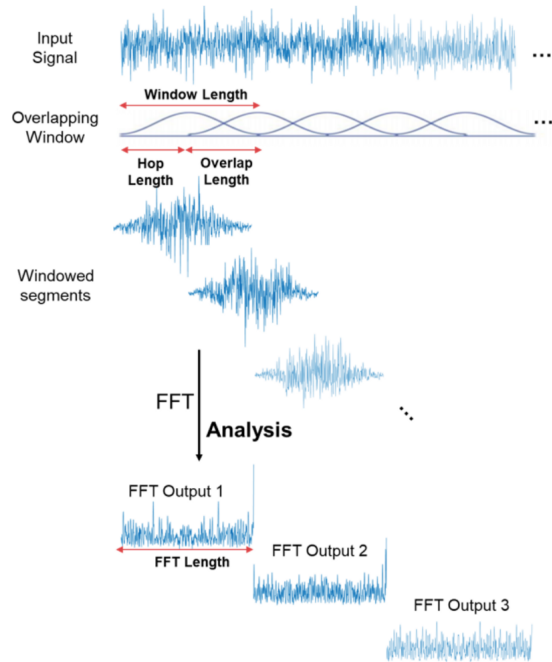 Input
Signal
...
Window Length
Overlapping
Window
...
Hop
Length
Overlap
Length
Windowed
segments
...
FFT
Analysis
FFT Output 1
FFT Length
FFT Output 2
FFT Output 3